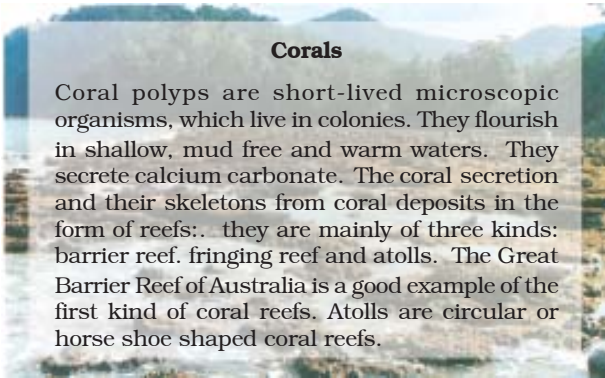 Corals
Coral polyps are short-lived microscopic
organisms, which live in colonies. They flourish
in shallow, mud free and warm waters. They
secrete calcium carbonate. The coral secretion
and their skeletons from coral deposits in the
form of reefs:. they are mainly of three kinds:
barrier reef. fringing reef and atolls. The Great
Barrier Reef of Australia is a good example of the
first kind of coral reefs. Atolls are circular or
horse shoe shaped coral reefs.